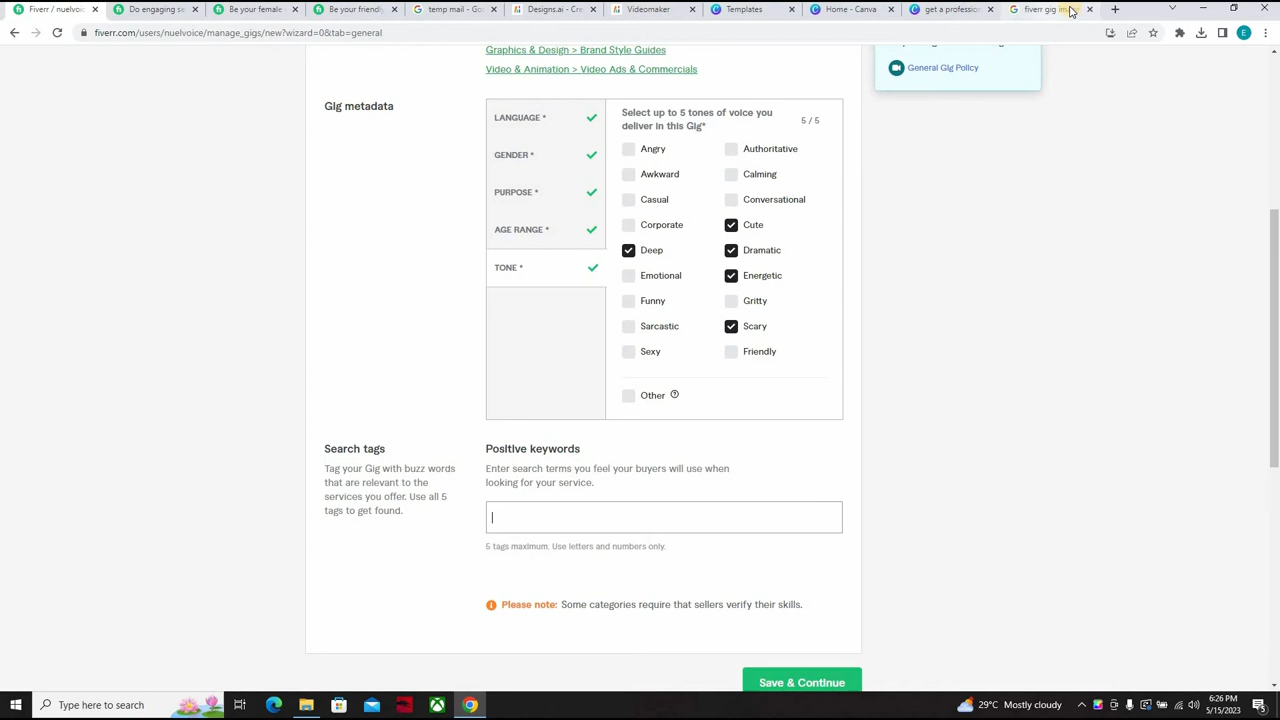 Fiverr / nuelvoic
Do engaging se
Be your female
Be your friendly
temp mail - Goo
Designs.ai - Cre
Videomaker
Templates
Home - Canva
get a profession
fiverr gig image
fiverr.com/users/nuelvoice/manage_gigs/new?wizard=0&tab=general
E
Graphics & Design > Brand Style Guides
Video & Animation > Video Ads & Commercials
General Gig Policy
Gig metadata
LANGUAGE *
GENDER *
PURPOSE *
AGE RANGE *
TONE *
Select up to 5 tones of voice you
deliver in this Gig*
5 / 5
Angry
Authoritative
Awkward
Calming
Casual
Conversational
Corporate
Cute
Deep
Dramatic
Emotional
Energetic
Funny
Gritty
Sarcastic
Scary
Sexy
Friendly
Other
Search tags
Tag your Gig with buzz words
that are relevant to the
services you offer. Use all 5
tags to get found.
Positive keywords
Enter search terms you feel your buyers will use when
looking for your service.
5 tags maximum. Use letters and numbers only.
Please note: Some categories require that sellers verify their skills.
Save & Continue
Type here to search
29°C Mostly cloudy
6:26 PM
5/15/2023